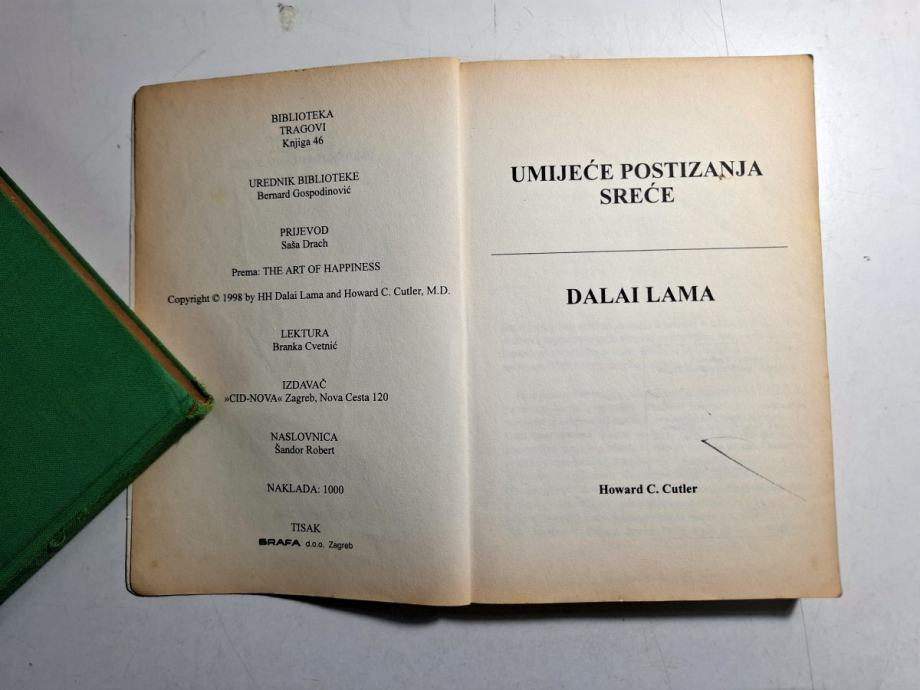 BIBLIOTEKA
TRAGOVI
Knjiga 46
UREDNIK BIBLIOTEKE
Bernard Gospodinović
PRIJEVOD
Saša Drach
Prema: THE ART OF HAPPINESS
Copyright © 1998 by HH Dalai Lama and Howard C. Cutler, M.D.
LEKTURA
Branka Cvetnić
IZDAVAČ
»CID-NOVA« Zagreb, Nova Cesta 120
NASLOVNICA
Šandor Robert
NAKLADA: 1000
TISAK
GRAFA d.o.o. Zagreb
UMIJEĆE POSTIZANJA
SREĆE
DALAI LAMA
Howard C. Cutler